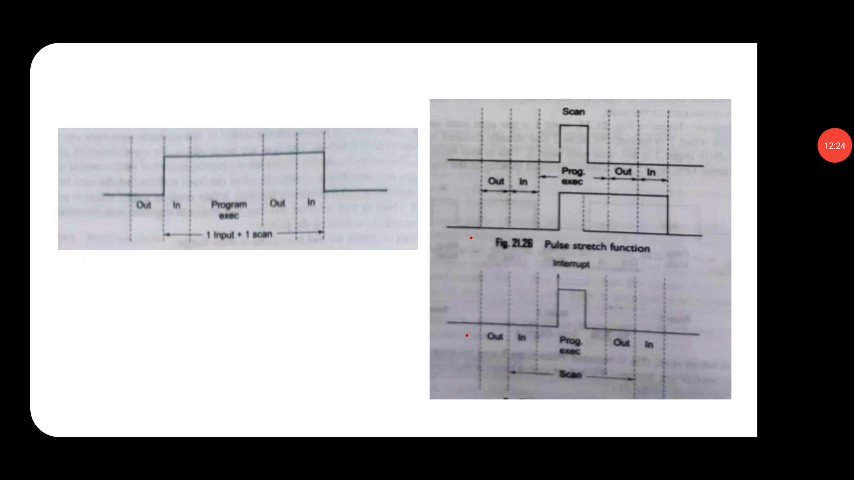 Out In Program Out In
exec
1 Input + 1 scan
Scan
Out In Prog. Out In
exec
Fig. 21.26 Pulse stretch function
Interrupt
Out In Prog. Out In
exec
Scan
12:24